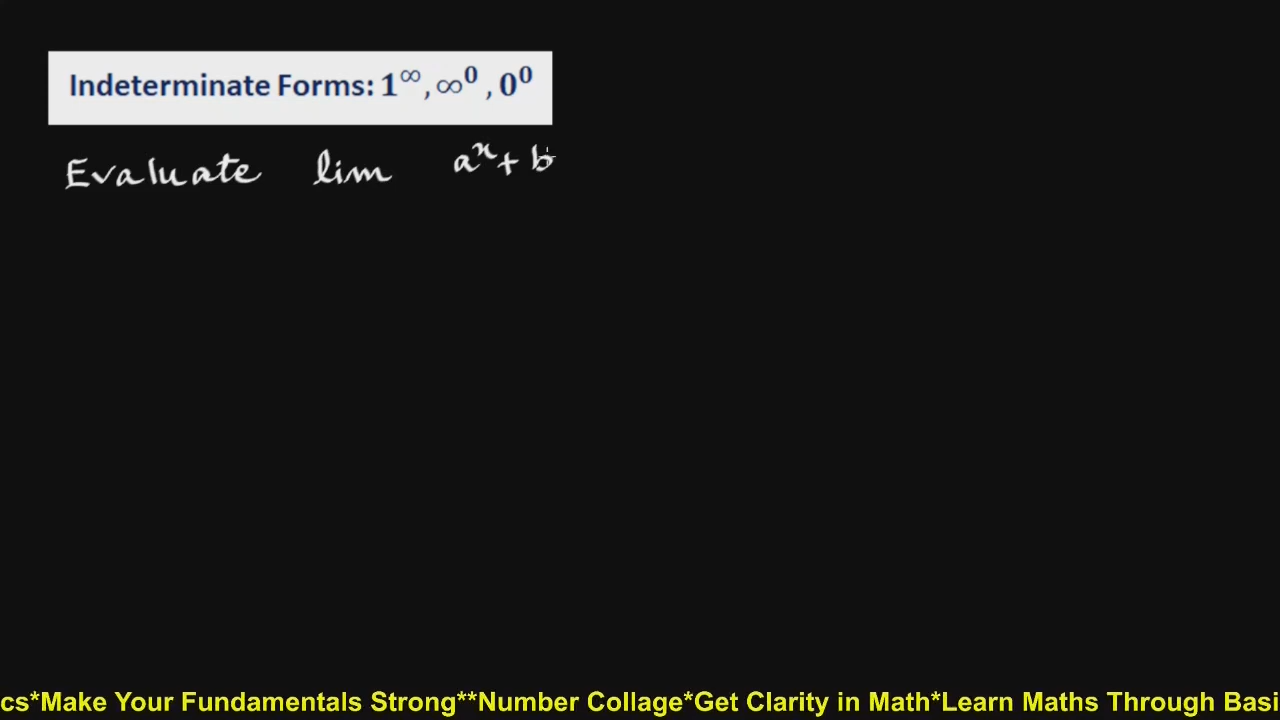 Indeterminate Forms: 1^∞, ∞^0, 0^0
Evaluate lim a^x + b
cs*Make Your Fundamentals Strong**Number Collage*Get Clarity in Math*Learn Maths Through Basi